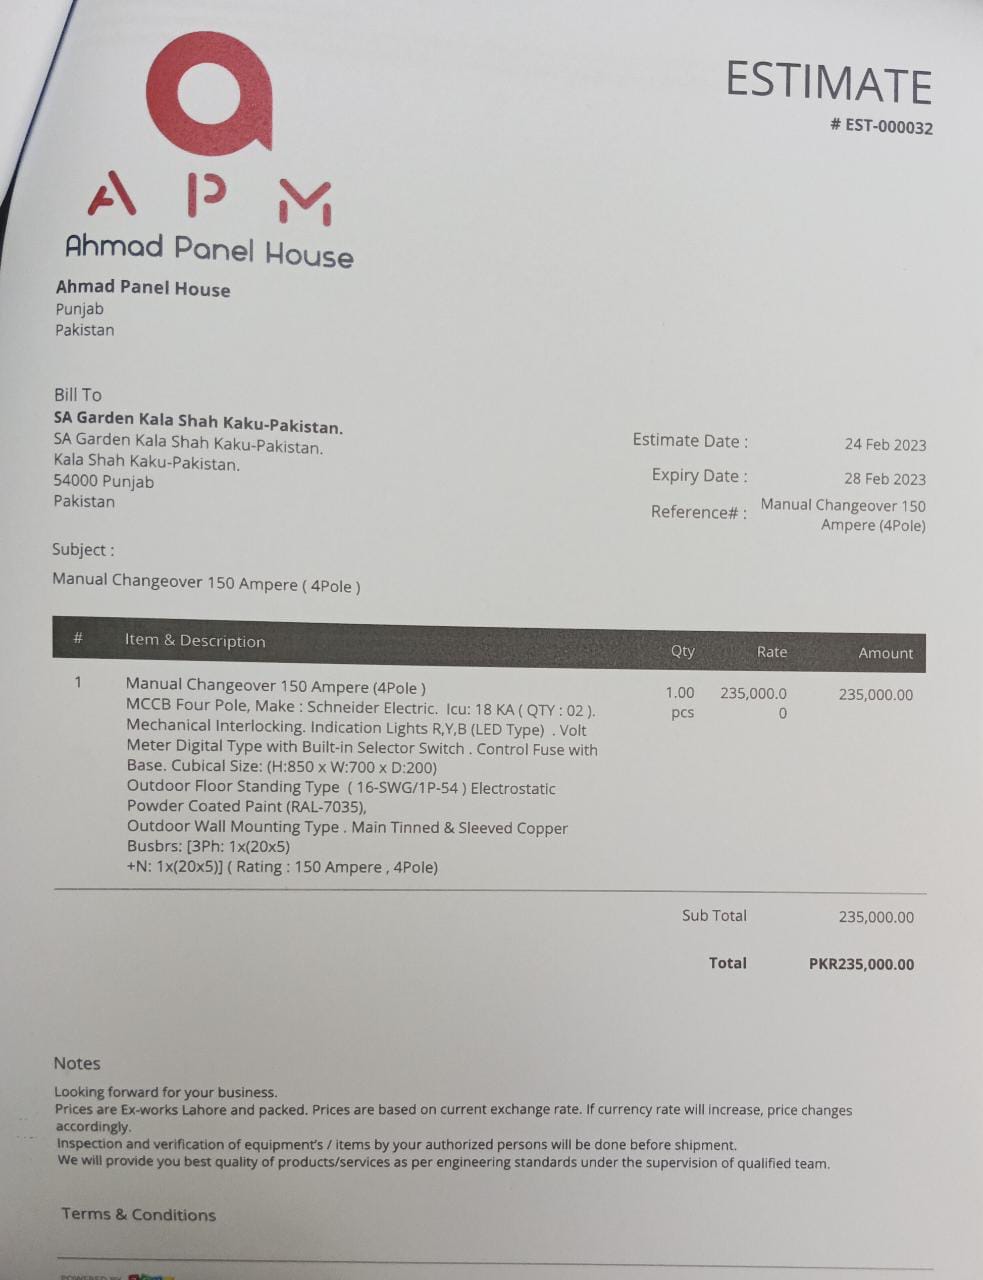 ESTIMATE
# EST-000032
A P M
Ahmad Panel House
Ahmad Panel House
Punjab
Pakistan
Bill To
SA Garden Kala Shah Kaku-Pakistan.
SA Garden Kala Shah Kaku-Pakistan.
Kala Shah Kaku-Pakistan.
54000 Punjab
Pakistan
Estimate Date : 24 Feb 2023
Expiry Date : 28 Feb 2023
Reference# : Manual Changeover 150
Ampere (4Pole)
Subject :
Manual Changeover 150 Ampere ( 4Pole )
# Item & Description Qty Rate Amount
1 Manual Changeover 150 Ampere (4Pole ) 1.00 235,000.0 235,000.00
MCCB Four Pole, Make : Schneider Electric. Icu: 18 KA ( QTY : 02 ). pcs 0
Mechanical Interlocking. Indication Lights R,Y,B (LED Type) . Volt
Meter Digital Type with Built-in Selector Switch . Control Fuse with
Base. Cubical Size: (H:850 x W:700 x D:200)
Outdoor Floor Standing Type ( 16-SWG/1P-54 ) Electrostatic
Powder Coated Paint (RAL-7035),
Outdoor Wall Mounting Type . Main Tinned & Sleeved Copper
Busbrs: [3Ph: 1x(20x5)
+N: 1x(20x5)] ( Rating : 150 Ampere , 4Pole)
Sub Total 235,000.00
Total PKR235,000.00
Notes
Looking forward for your business.
Prices are Ex-works Lahore and packed. Prices are based on current exchange rate. If currency rate will increase, price changes
accordingly.
Inspection and verification of equipment's / items by your authorized persons will be done before shipment.
We will provide you best quality of products/services as per engineering standards under the supervision of qualified team.
Terms & Conditions